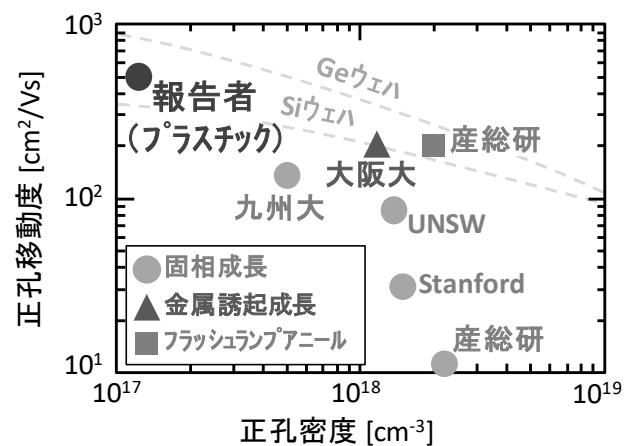 10³
10²
10¹
正孔移動度 [cm²/Vs]
Geウェハ
Siウェハ
報告者
(プラスチック)
産総研
大阪大
九州大
UNSW
Stanford
産総研
固相成長
金属誘起成長
フラッシュランプアニール
10¹⁷
10¹⁸
10¹⁹
正孔密度 [cm⁻³]